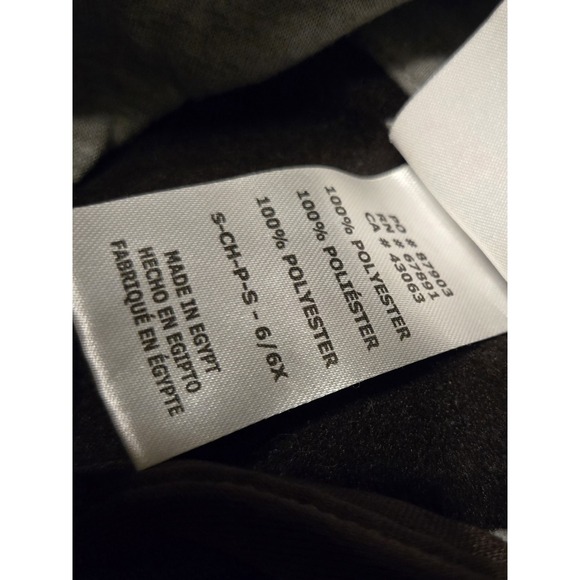 PO # 87903
RN # 67891
CA # 43063
100% POLYESTER
100% POLIÉSTER
100% POLYESTER
S-CH-P-S - 6/6X
MADE IN EGYPT
HECHO EN EGIPTO
FABRIQUÉ EN ÉGYPTE